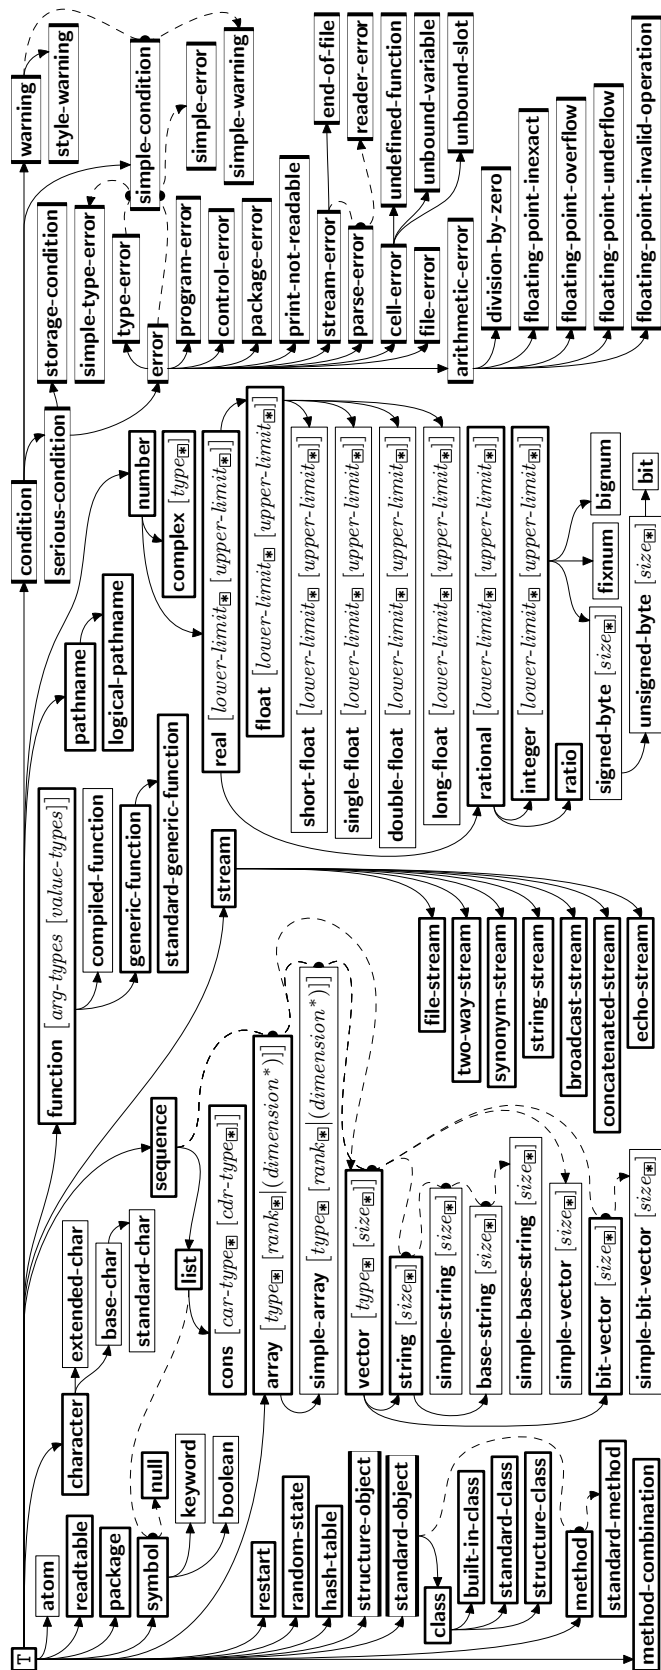 T
atom
readtable
package
symbol
null
keyword
boolean
restart
random-state
hash-table
structure-object
standard-object
class
built-in-class
standard-class
structure-class
method
standard-method
method-combination
character
extended-char
base-char
standard-char
sequence
list
cons [car-type✱ [cdr-type✱]]
array [type✱ [rank✱|(dimension*)]]
simple-array [type✱ [rank✱|(dimension*)]]
vector [type✱ [size✱]]
string [size✱]
simple-string [size✱]
base-string [size✱]
simple-base-string [size✱]
simple-vector [size✱]
bit-vector [size✱]
simple-bit-vector [size✱]
function [arg-types [value-types]]
compiled-function
generic-function
standard-generic-function
stream
file-stream
two-way-stream
synonym-stream
string-stream
broadcast-stream
concatenated-stream
echo-stream
pathname
logical-pathname
number
complex [type✱]
real [lower-limit✱ [upper-limit✱]]
float [lower-limit✱ [upper-limit✱]]
short-float [lower-limit✱ [upper-limit✱]]
single-float [lower-limit✱ [upper-limit✱]]
double-float [lower-limit✱ [upper-limit✱]]
long-float [lower-limit✱ [upper-limit✱]]
rational [lower-limit✱ [upper-limit✱]]
integer [lower-limit✱ [upper-limit✱]]
ratio
signed-byte [size✱]
fixnum
bignum
unsigned-byte [size✱]
bit
condition
serious-condition
storage-condition
simple-type-error
type-error
error
program-error
control-error
package-error
print-not-readable
stream-error
parse-error
cell-error
file-error
arithmetic-error
warning
style-warning
simple-condition
simple-error
simple-warning
end-of-file
reader-error
undefined-function
unbound-variable
unbound-slot
division-by-zero
floating-point-inexact
floating-point-overflow
floating-point-underflow
floating-point-invalid-operation